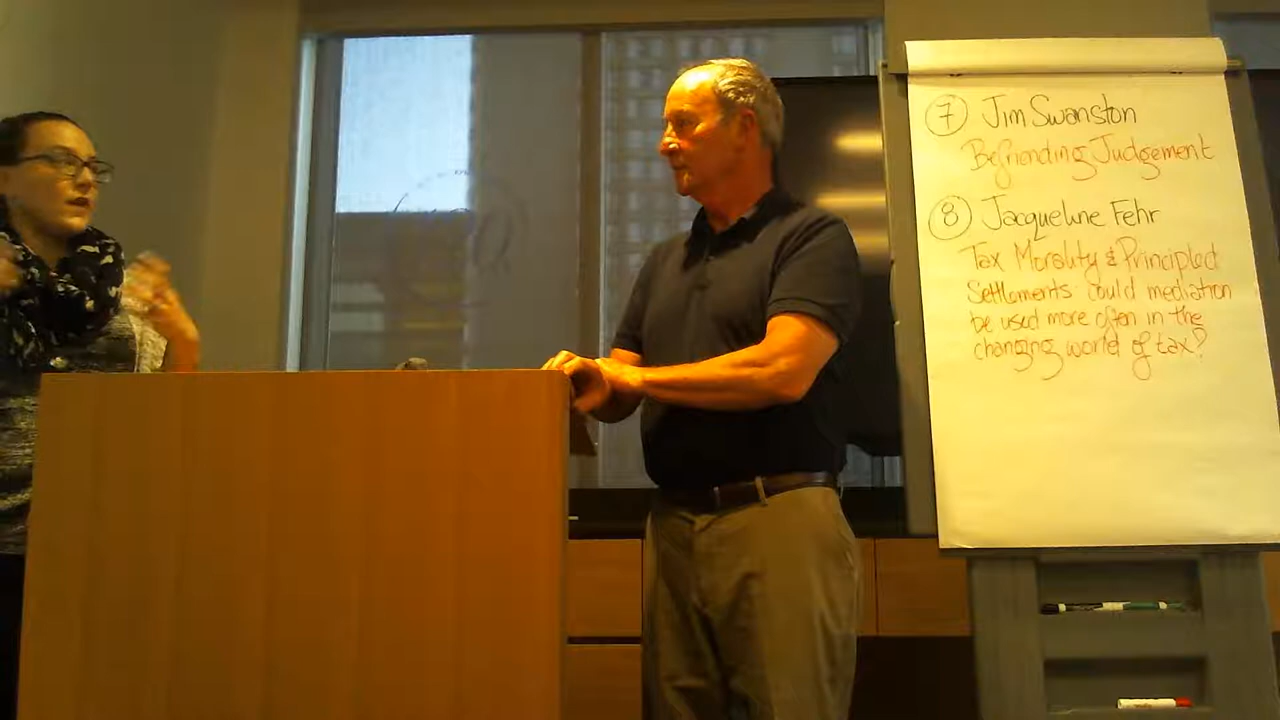 7 Jim Swanston
Befriending Judgement
8 Jacqueline Fehr
Tax Morality & Principled
Settlements could mediation
be used more often in the
changing world of tax?